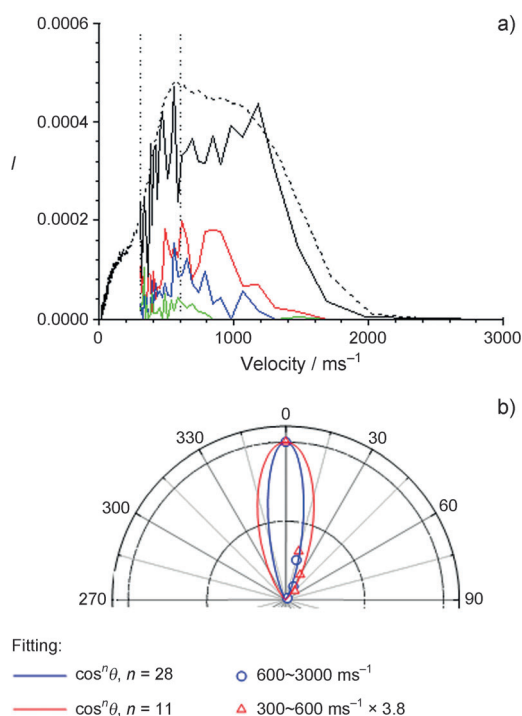 a)
0.0006
0.0004
I
0.0002
0.0000
0 1000 2000 3000
Velocity / ms⁻¹
b)
0
330 30
300 60
270 90
Fitting:
cosⁿθ, n = 28
600~3000 ms⁻¹
cosⁿθ, n = 11
300~600 ms⁻¹ × 3.8